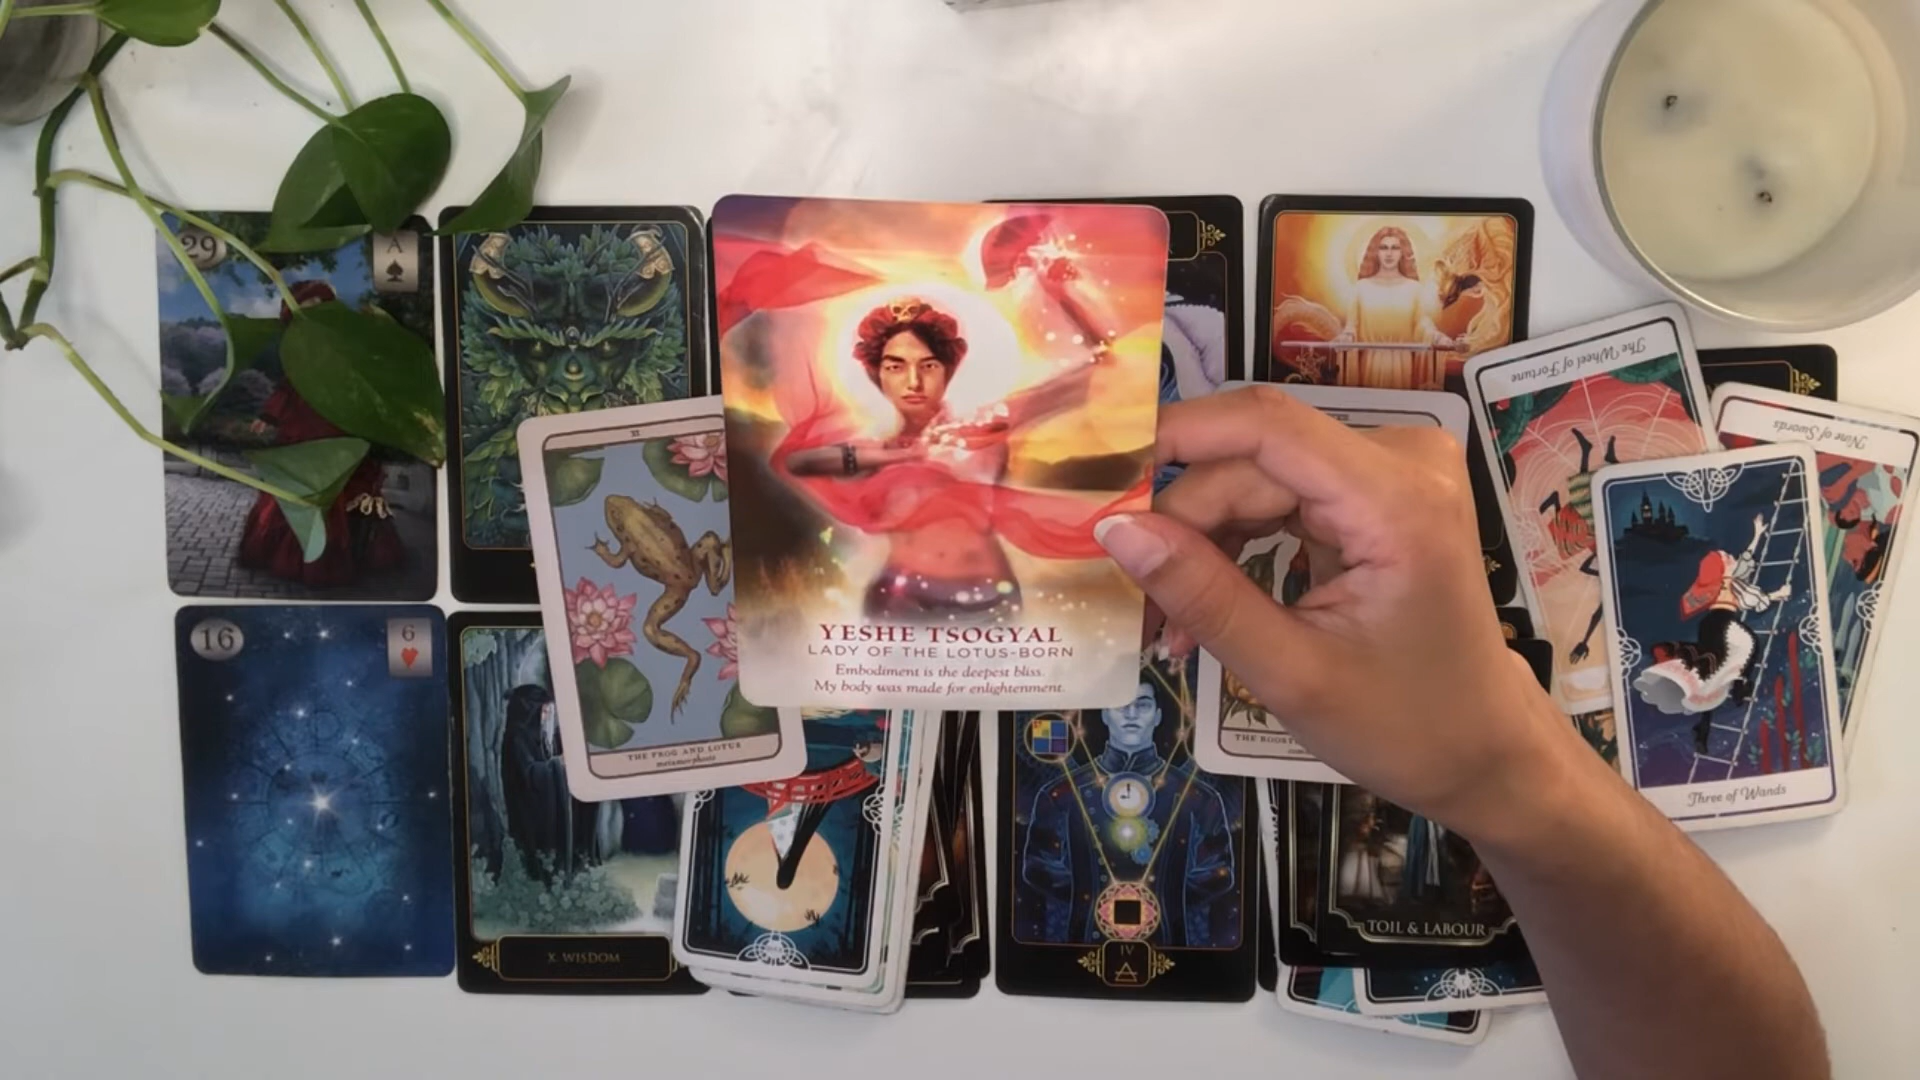 29
A
The Wheel of Fortune
Nine of Swords
XI
YESHE TSOGYAL
LADY OF THE LOTUS-BORN
Embodiment is the deepest bliss.
My body was made for enlightenment.
16
6
THE FROG AND LOTUS
metamorphosis
THE
Three of Wands
TOIL & LABOUR
X. WISDOM
IV